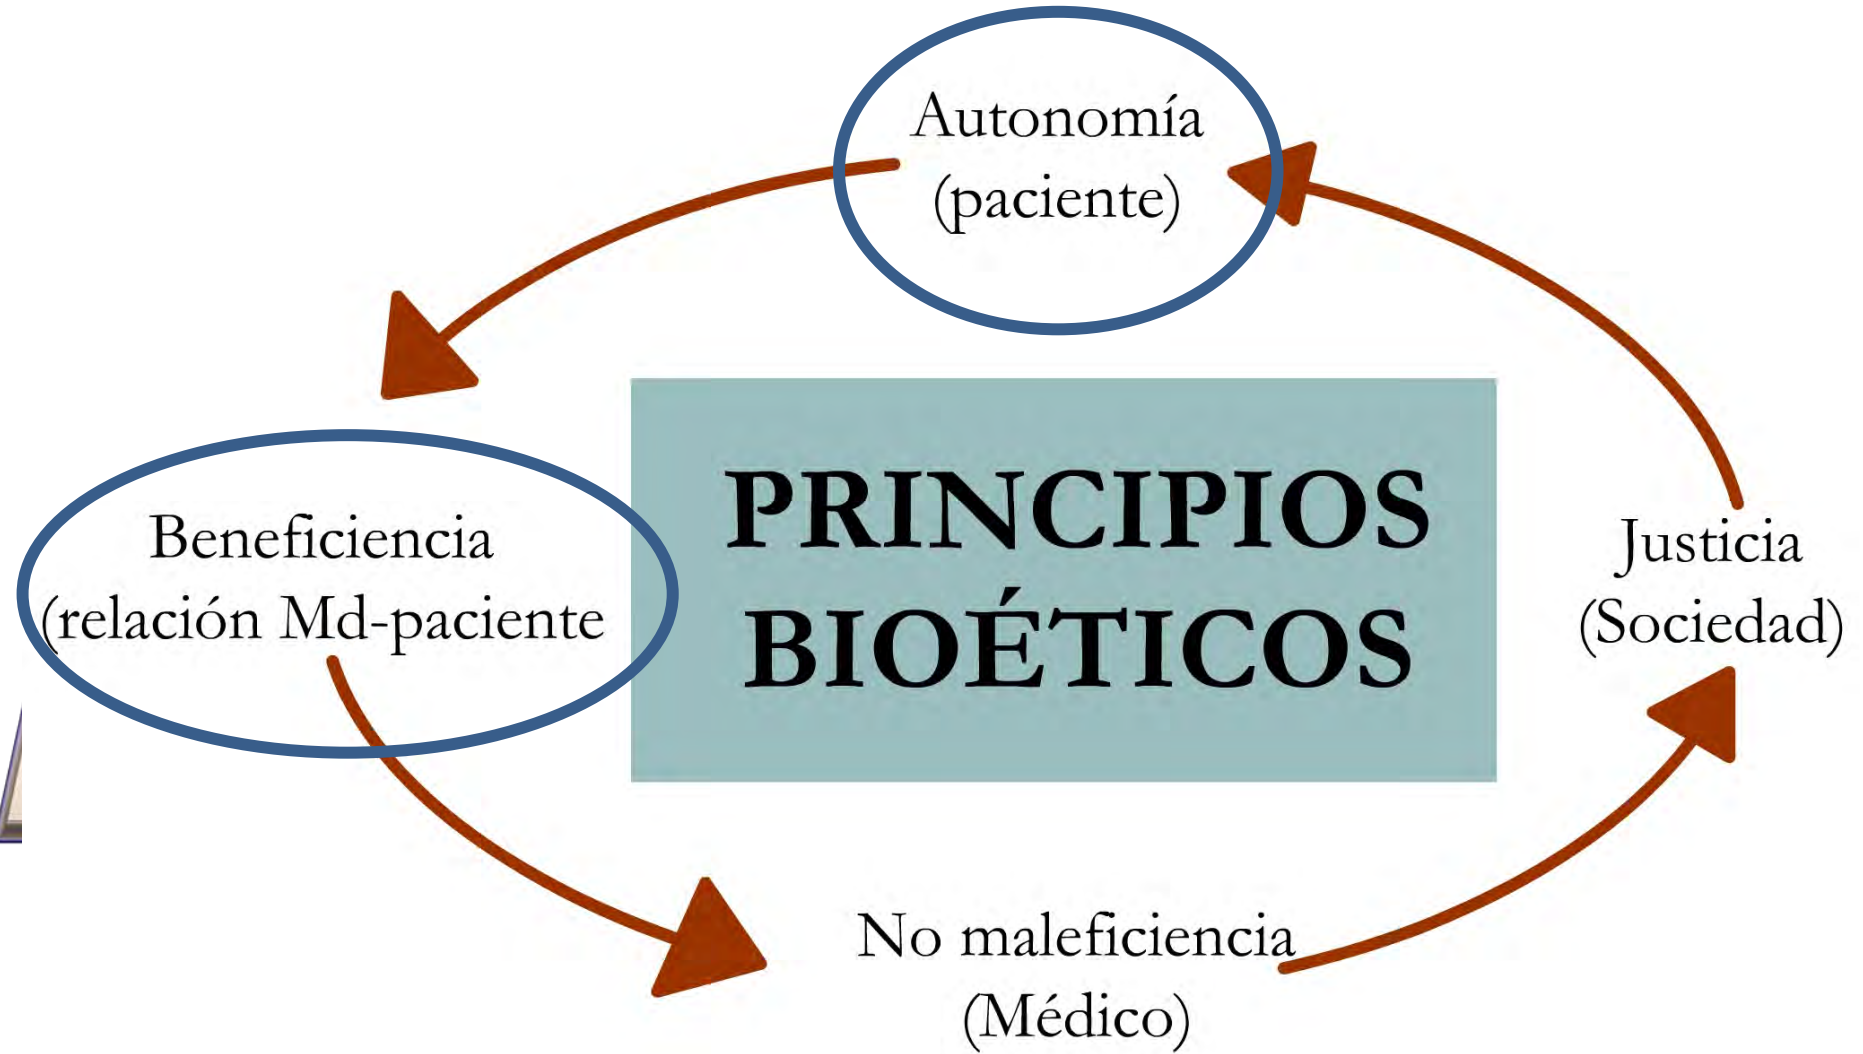 Autonomía
(paciente)
Beneficiencia
(relación Md-paciente
PRINCIPIOS
BIOÉTICOS
Justicia
(Sociedad)
No maleficiencia
(Médico)